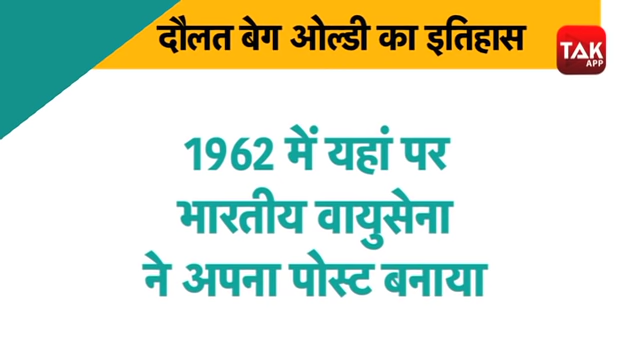 दौलत बेग ओल्डी का इतिहास
TAK
APP
1962 में यहां पर
भारतीय वायुसेना
ने अपना पोस्ट बनाया